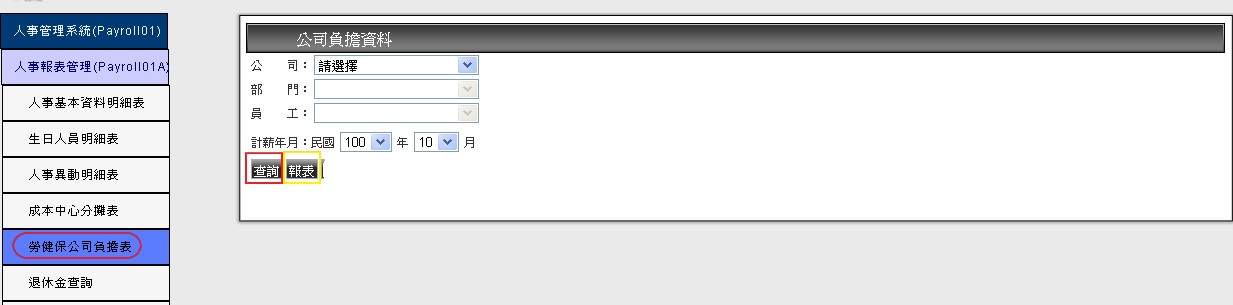 人事管理系統(Payroll01)
人事報表管理(Payroll01A)
人事基本資料明細表
生日人員明細表
人事異動明細表
成本中心分攤表
勞健保公司負擔表
退休金查詢
公司負擔資料
公 司： 請選擇
部 門：
員 工：
計薪年月：民國 100 年 10 月
查詢 報表